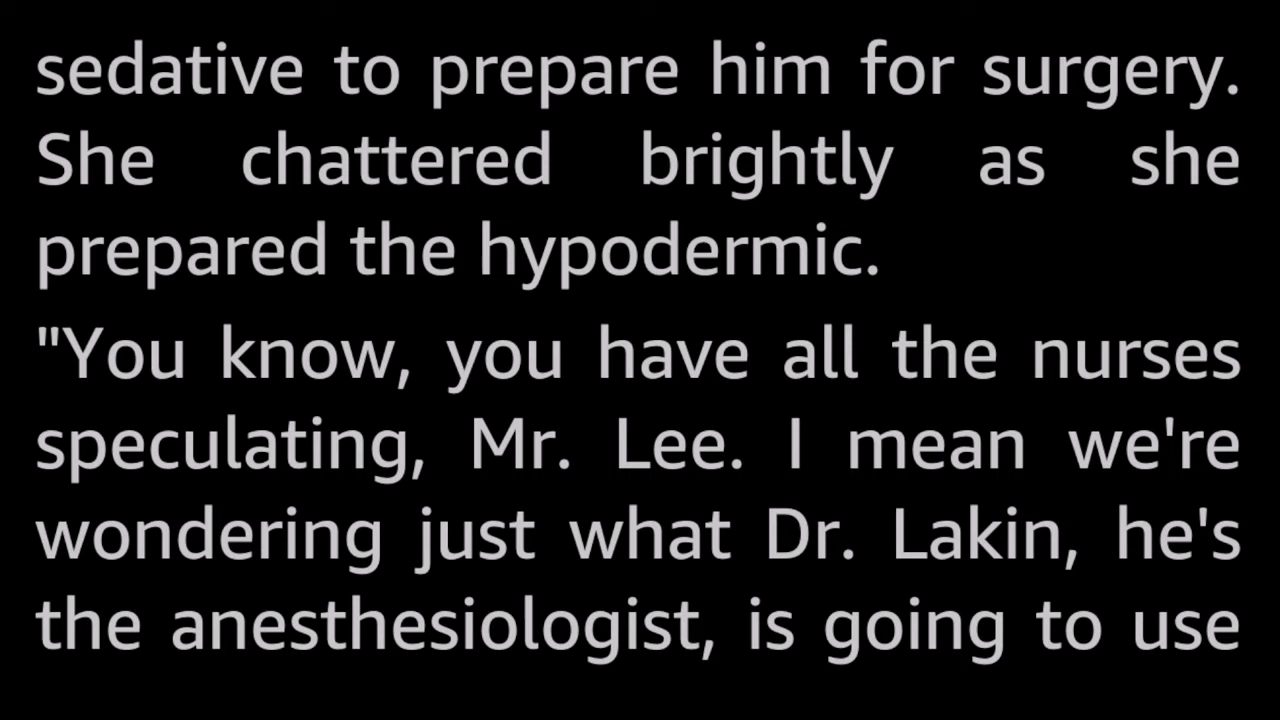 sedative to prepare him for surgery.
She chattered brightly as she
prepared the hypodermic.
"You know, you have all the nurses
speculating, Mr. Lee. I mean we're
wondering just what Dr. Lakin, he's
the anesthesiologist, is going to use